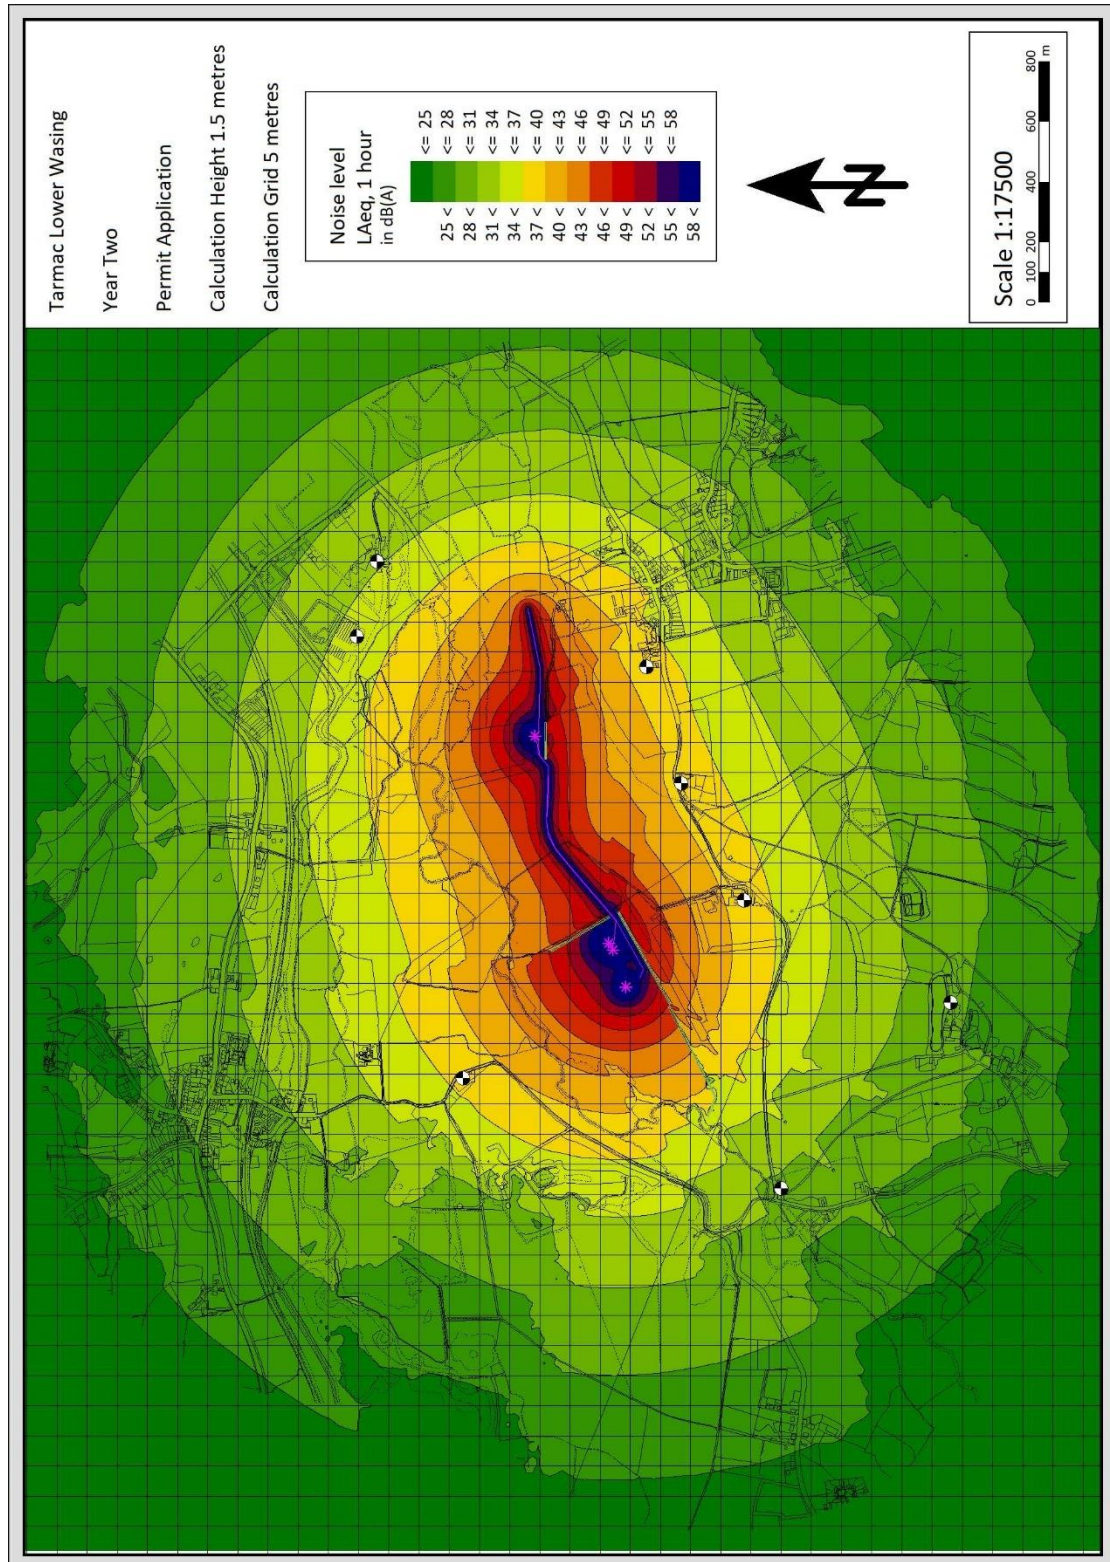 Tarmac Lower Wasing
Year Two
Permit Application
Calculation Height 1.5 metres
Calculation Grid 5 metres
Noise level
LAeq, 1 hour
in dB(A)
<= 25
25 < <= 28
28 < <= 31
31 < <= 34
34 < <= 37
37 < <= 40
40 < <= 43
43 < <= 46
46 < <= 49
49 < <= 52
52 < <= 55
55 < <= 58
58 <
N
Scale 1:17500
0 100 200 400 600 800
m